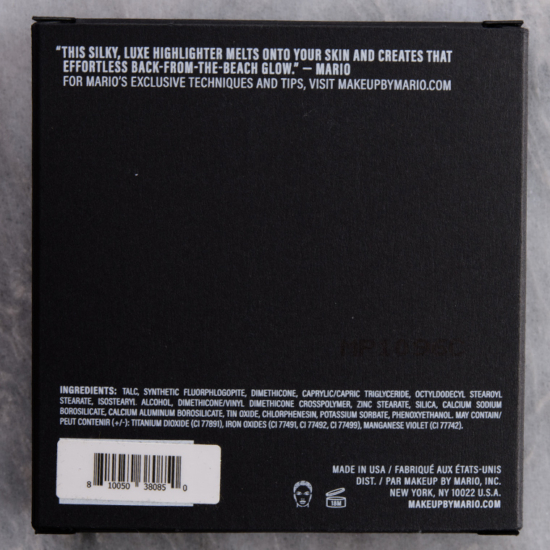 "THIS SILKY, LUXE HIGHLIGHTER MELTS ONTO YOUR SKIN AND CREATES THAT
EFFORTLESS BACK-FROM-THE-BEACH GLOW." — MARIO
FOR MARIO'S EXCLUSIVE TECHNIQUES AND TIPS, VISIT MAKEUPBYMARIO.COM
INGREDIENTS: TALC, SYNTHETIC FLUORPHLOGOPITE, DIMETHICONE, CAPRYLIC/CAPRIC TRIGLYCERIDE, OCTYLDODECYL STEAROYL
STEARATE, ISOSTEARYL ALCOHOL, DIMETHICONE/VINYL DIMETHICONE CROSSPOLYMER, ZINC STEARATE, SILICA, CALCIUM SODIUM
BOROSILICATE, CALCIUM ALUMINUM BOROSILICATE, TIN OXIDE, CHLORPHENESIN, POTASSIUM SORBATE, PHENOXYETHANOL. MAY CONTAIN/
PEUT CONTENIR (+/-): TITANIUM DIOXIDE (CI 77891), IRON OXIDES (CI 77491, CI 77492, CI 77499), MANGANESE VIOLET (CI 77742).
8 10050 38085 0
18M
MADE IN USA / FABRIQUÉ AUX ÉTATS-UNIS
DIST. / PAR MAKEUP BY MARIO, INC.
NEW YORK, NY 10022 U.S.A.
MAKEUPBYMARIO.COM